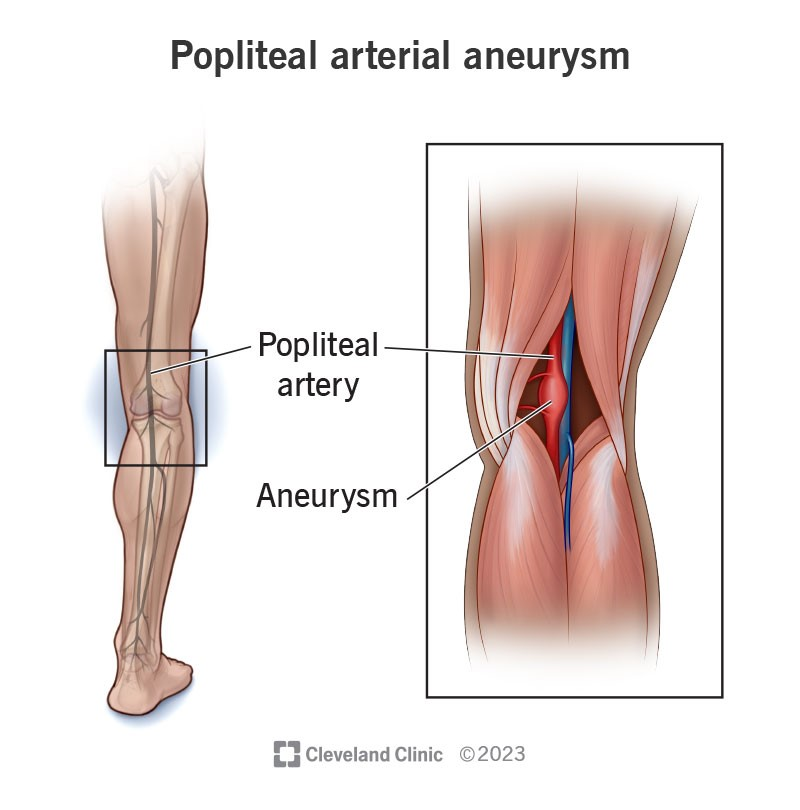 Popliteal arterial aneurysm
Popliteal
artery
Aneurysm
Cleveland Clinic ©2023